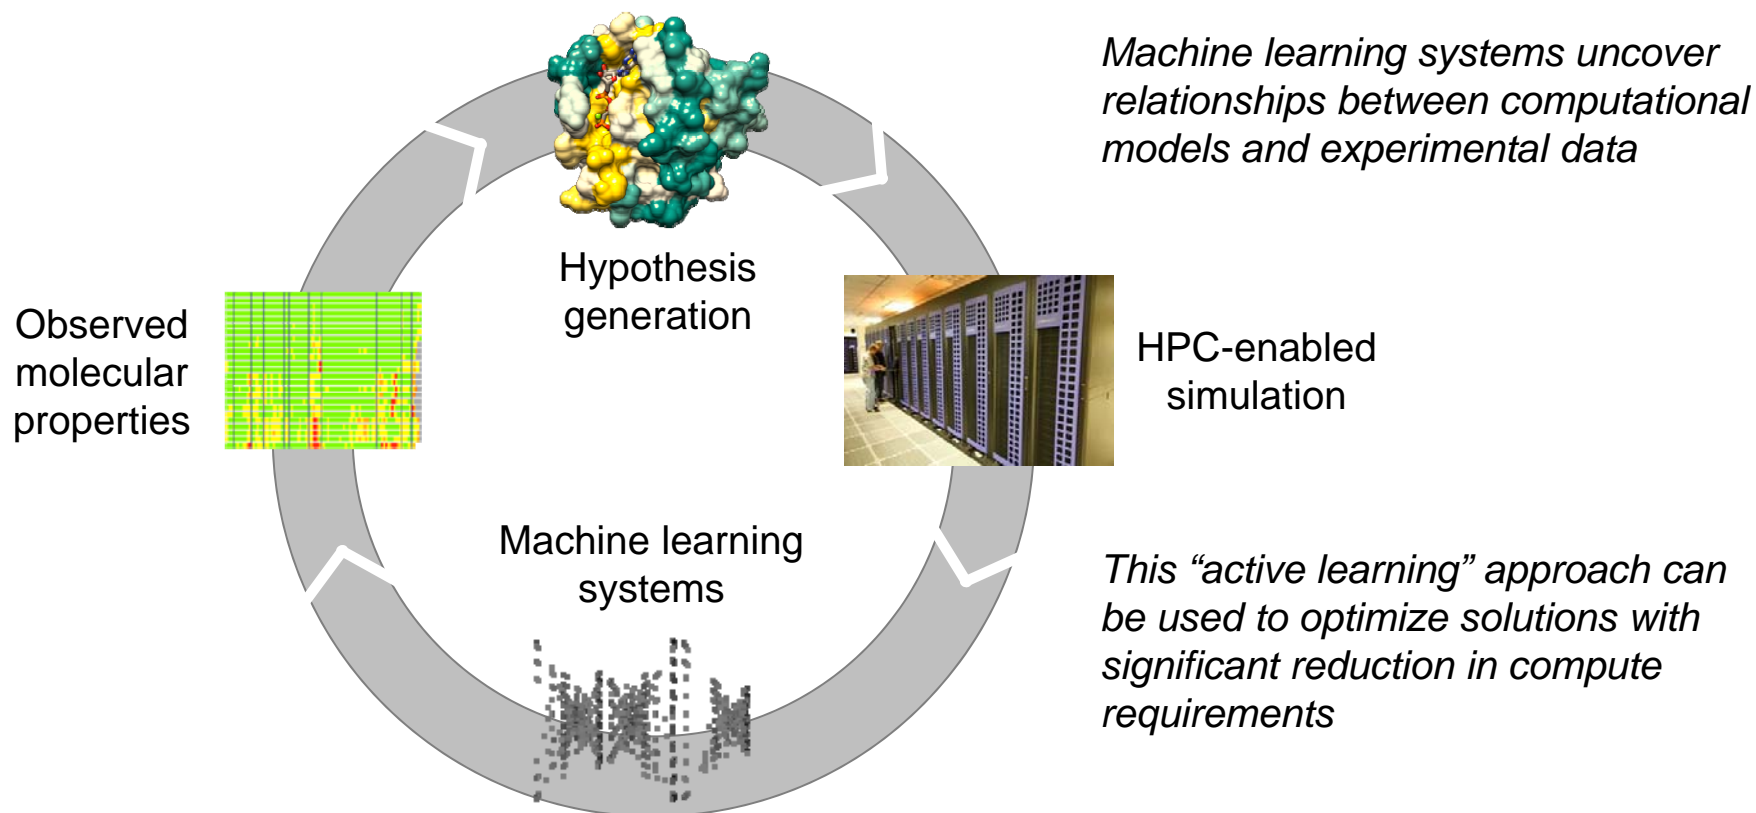 Machine learning systems uncover
relationships between computational
models and experimental data
Hypothesis
generation
Observed
molecular
properties
HPC-enabled
simulation
Machine learning
systems
This “active learning” approach can
be used to optimize solutions with
significant reduction in compute
requirements